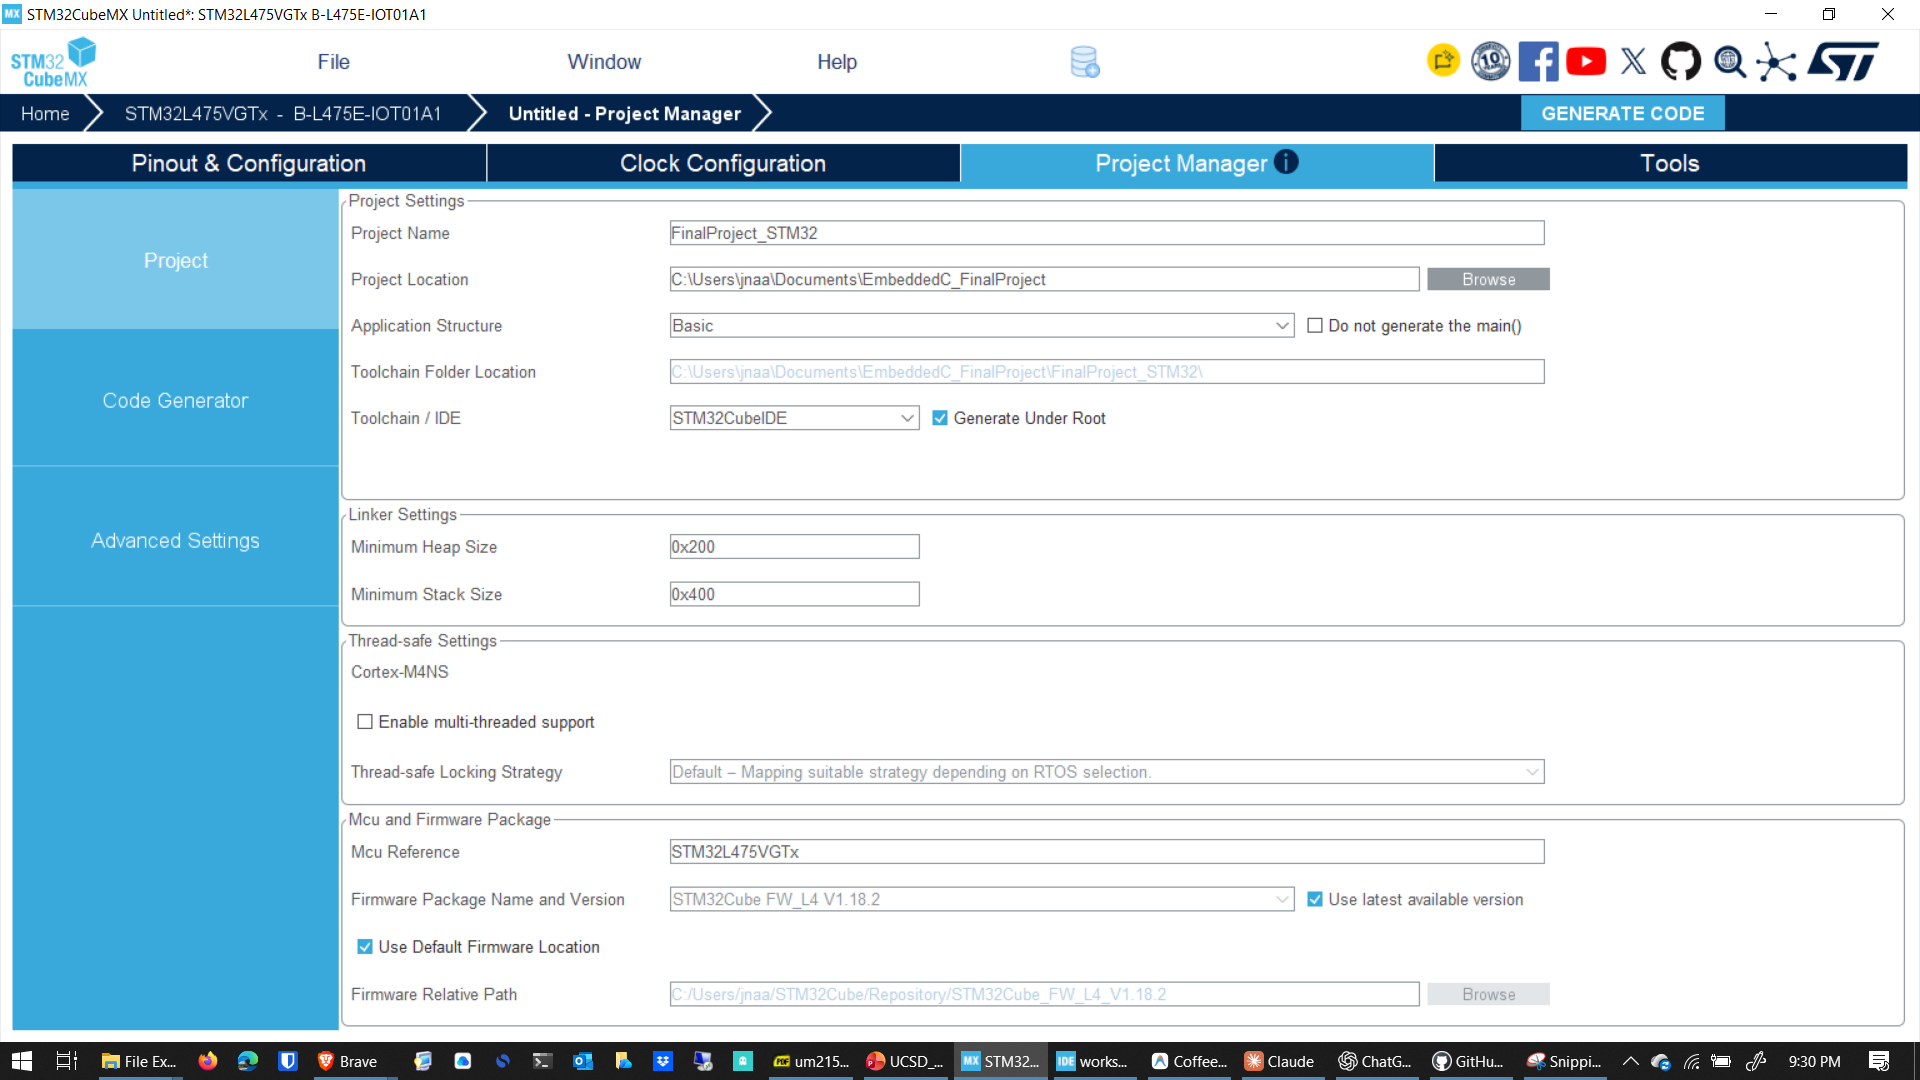 MX STM32CubeMX Untitled*: STM32L475VGTx B-L475E-IOT01A1
STM32
CubeMX
File
Window
Help
10
Home
STM32L475VGTx - B-L475E-IOT01A1
Untitled - Project Manager
GENERATE CODE
Pinout & Configuration
Clock Configuration
Project Manager i
Tools
Project
Code Generator
Advanced Settings
Project Settings
Project Name
FinalProject_STM32
Project Location
C:\Users\jnaa\Documents\EmbeddedC_FinalProject
Browse
Application Structure
Basic
Do not generate the main()
Toolchain Folder Location
C:\Users\jnaa\Documents\EmbeddedC_FinalProject\FinalProject_STM32\
Toolchain / IDE
STM32CubeIDE
Generate Under Root
Linker Settings
Minimum Heap Size
0x200
Minimum Stack Size
0x400
Thread-safe Settings
Cortex-M4NS
Enable multi-threaded support
Thread-safe Locking Strategy
Default – Mapping suitable strategy depending on RTOS selection.
Mcu and Firmware Package
Mcu Reference
STM32L475VGTx
Firmware Package Name and Version
STM32Cube FW_L4 V1.18.2
Use latest available version
Use Default Firmware Location
Firmware Relative Path
C:/Users/jnaa/STM32Cube/Repository/STM32Cube_FW_L4_V1.18.2
Browse
File Ex...
Brave
um215...
UCSD_...
MX STM32...
IDE works...
Coffee...
Claude
ChatG...
GitHu...
Snippi...
9:30 PM